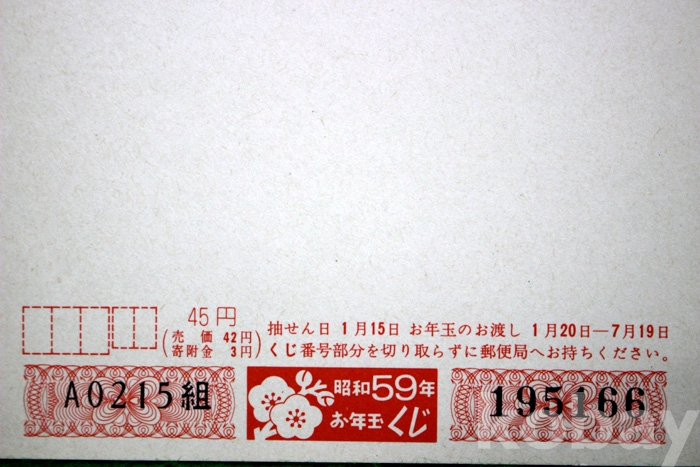 45円
(売価 42円
寄附金 3円)
抽せん日 1月15日 お年玉のお渡し 1月20日―7月19日
くじ番号部分を切り取らずに郵便局へお持ちください。
A0215組
昭和59年
お年玉くじ
195166
Kobay